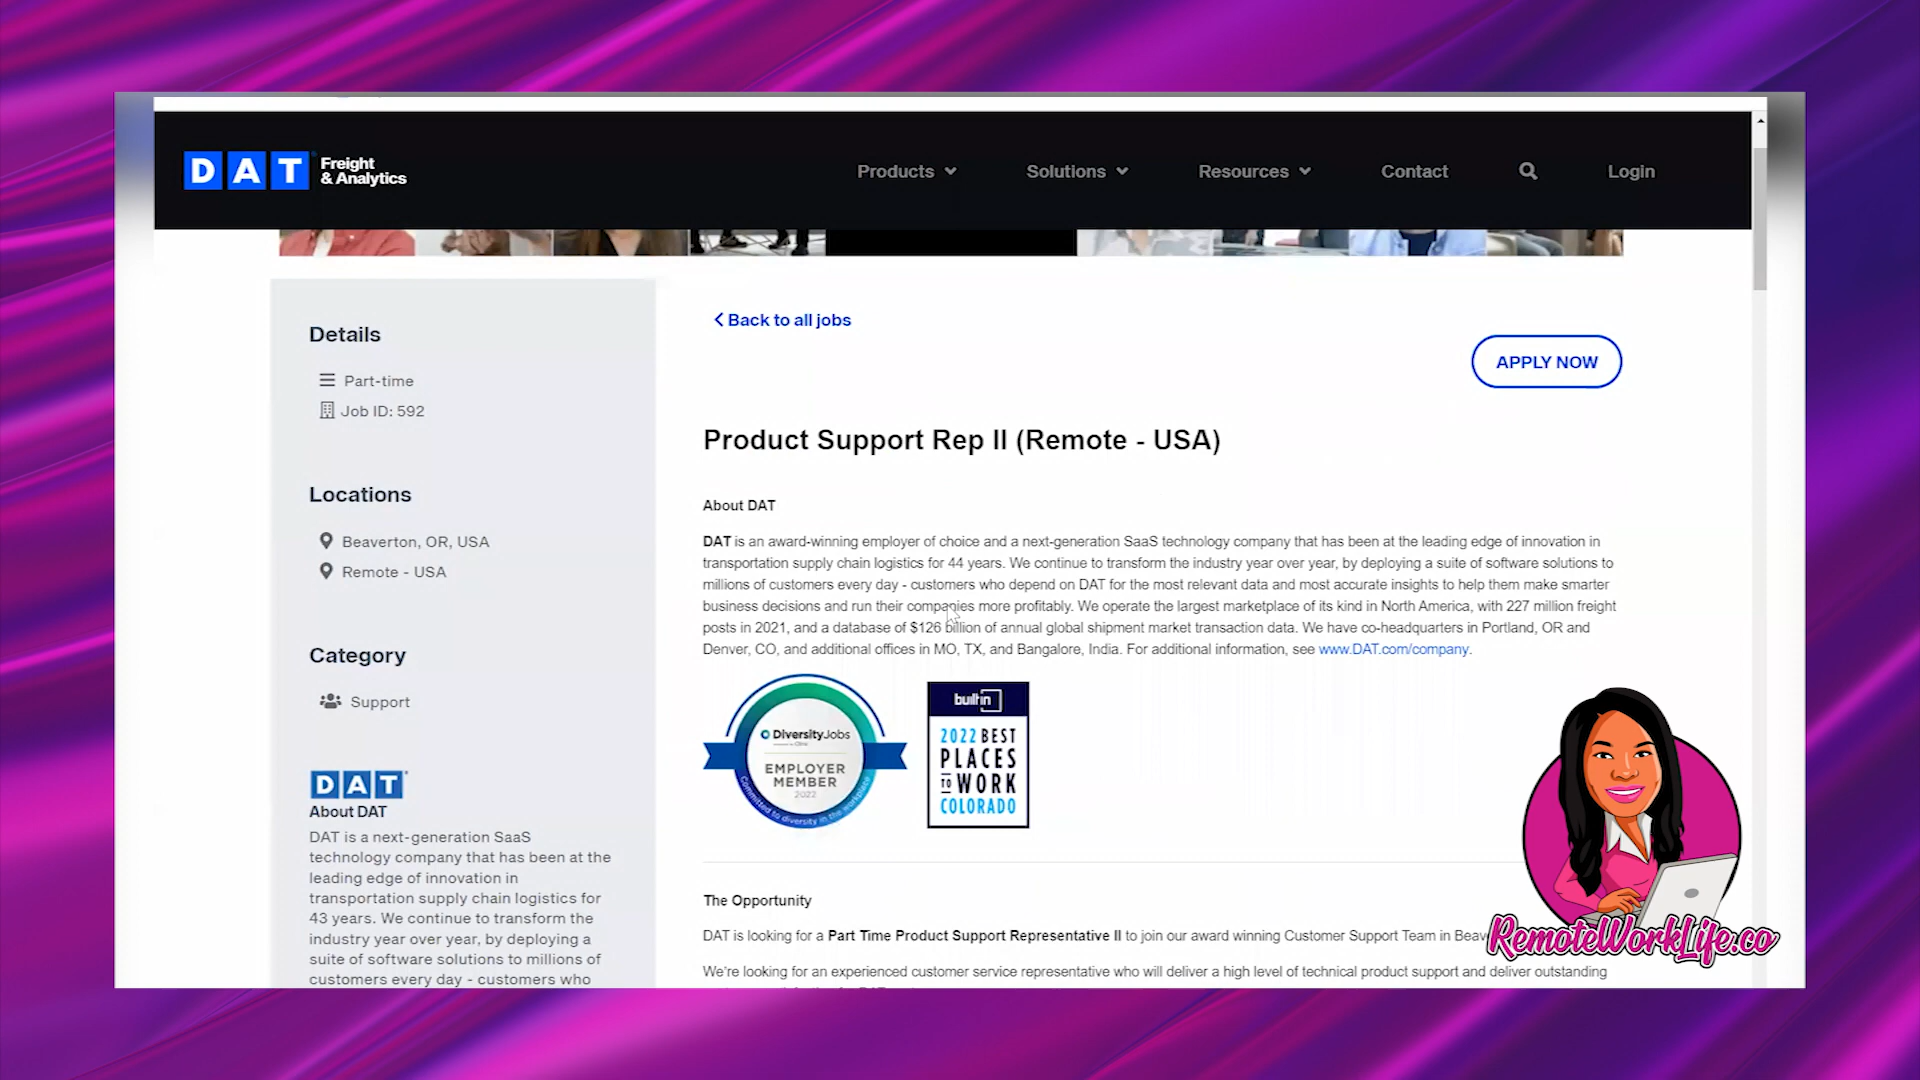 DAT Freight
& Analytics
Products
Solutions
Resources
Contact
Login
Details
Part-time
Job ID: 592
Locations
Beaverton, OR, USA
Remote - USA
Category
Support
DAT
About DAT
DAT is a next-generation SaaS
technology company that has been at the
leading edge of innovation in
transportation supply chain logistics for
43 years. We continue to transform the
industry year over year, by deploying a
suite of software solutions to millions of
customers every day - customers who
Back to all jobs
APPLY NOW
Product Support Rep II (Remote - USA)
About DAT
DAT is an award-winning employer of choice and a next-generation SaaS technology company that has been at the leading edge of innovation in
transportation supply chain logistics for 44 years. We continue to transform the industry year over year, by deploying a suite of software solutions to
millions of customers every day - customers who depend on DAT for the most relevant data and most accurate insights to help them make smarter
business decisions and run their companies more profitably. We operate the largest marketplace of its kind in North America, with 227 million freight
posts in 2021, and a database of $126 billion of annual global shipment market transaction data. We have co-headquarters in Portland, OR and
Denver, CO, and additional offices in MO, TX, and Bangalore, India. For additional information, see www.DAT.com/company.
DiversityJobs
EMPLOYER
MEMBER
2022
Committed to diversity in the workplace
builtin
2022 BEST
PLACES
TO WORK
COLORADO
The Opportunity
DAT is looking for a Part Time Product Support Representative II to join our award winning Customer Support Team in Beav
We're looking for an experienced customer service representative who will deliver a high level of technical product support and deliver outstanding
RemoteWorkLife.co